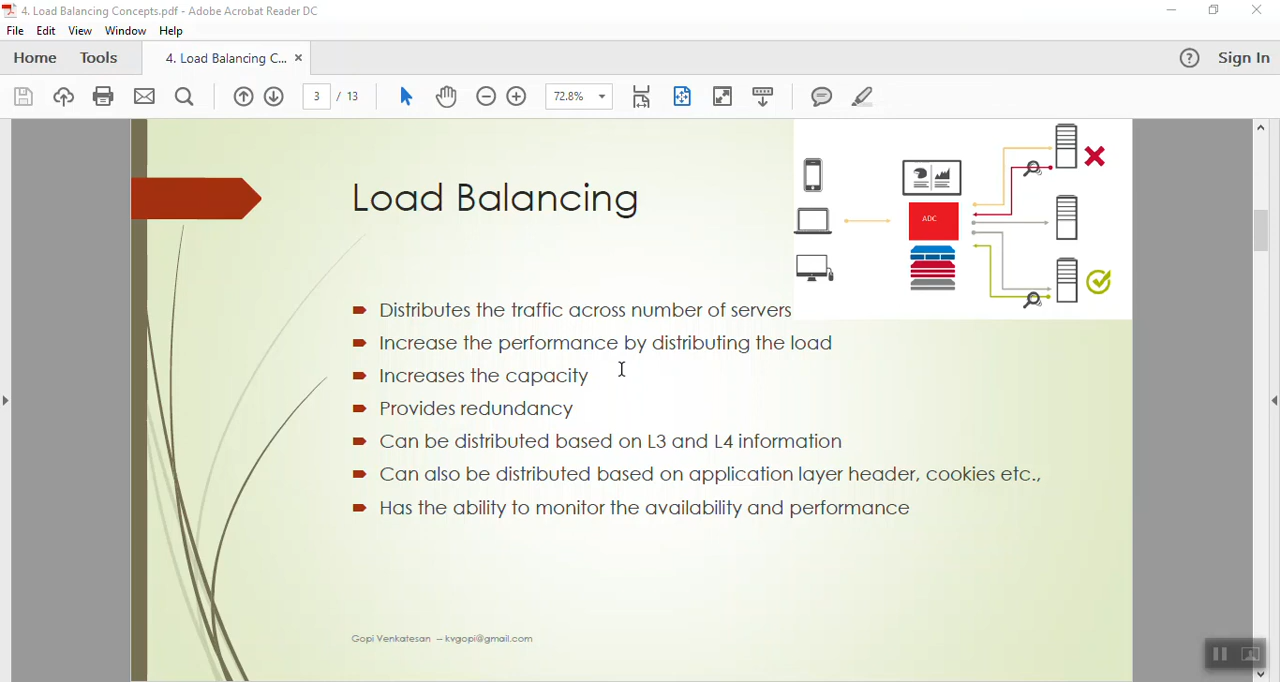 4. Load Balancing Concepts.pdf - Adobe Acrobat Reader DC
File Edit View Window Help
Home Tools 4. Load Balancing C... × ? Sign In
3 / 13 72.8%
Load Balancing
ADC
Distributes the traffic across number of servers
Increase the performance by distributing the load
Increases the capacity
Provides redundancy
Can be distributed based on L3 and L4 information
Can also be distributed based on application layer header, cookies etc.,
Has the ability to monitor the availability and performance
Gopi Venkatesan – kvgopi@gmail.com